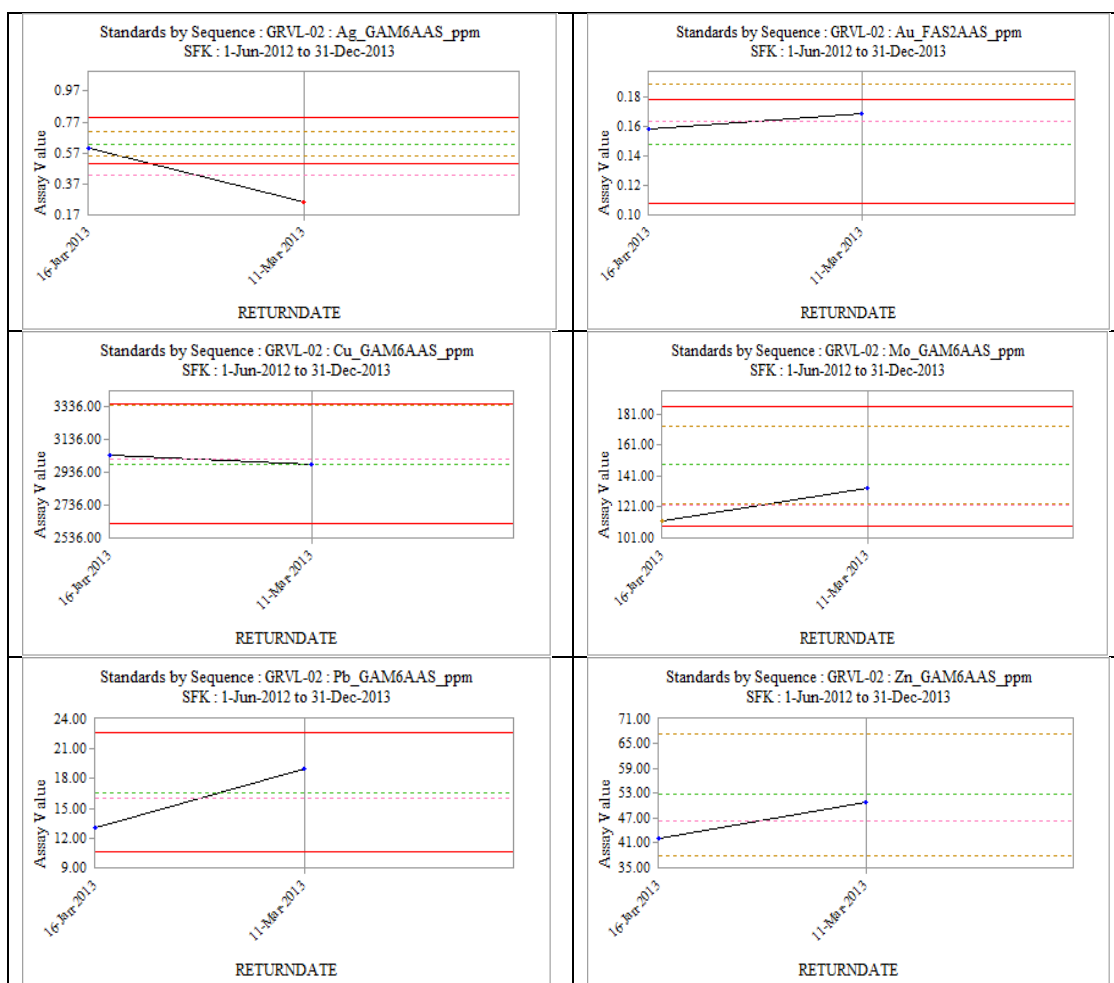 Standards by Sequence : GRVL-02 : Ag_GAM6AAS_ppm
SFK : 1-Jun-2012 to 31-Dec-2013
Assay Value
0.97
0.77
0.57
0.37
0.17
16-Jan-2013
11-Mar-2013
RETURNDATE
Standards by Sequence : GRVL-02 : Au_FAS2AAS_ppm
SFK : 1-Jun-2012 to 31-Dec-2013
Assay Value
0.18
0.16
0.14
0.12
0.10
16-Jan-2013
11-Mar-2013
RETURNDATE
Standards by Sequence : GRVL-02 : Cu_GAM6AAS_ppm
SFK : 1-Jun-2012 to 31-Dec-2013
Assay Value
3336.00
3136.00
2936.00
2736.00
2536.00
16-Jan-2013
11-Mar-2013
RETURNDATE
Standards by Sequence : GRVL-02 : Mo_GAM6AAS_ppm
SFK : 1-Jun-2012 to 31-Dec-2013
Assay Value
181.00
161.00
141.00
121.00
101.00
16-Jan-2013
11-Mar-2013
RETURNDATE
Standards by Sequence : GRVL-02 : Pb_GAM6AAS_ppm
SFK : 1-Jun-2012 to 31-Dec-2013
Assay Value
24.00
21.00
18.00
15.00
12.00
9.00
16-Jan-2013
11-Mar-2013
RETURNDATE
Standards by Sequence : GRVL-02 : Zn_GAM6AAS_ppm
SFK : 1-Jun-2012 to 31-Dec-2013
Assay Value
71.00
65.00
59.00
53.00
47.00
41.00
35.00
16-Jan-2013
11-Mar-2013
RETURNDATE